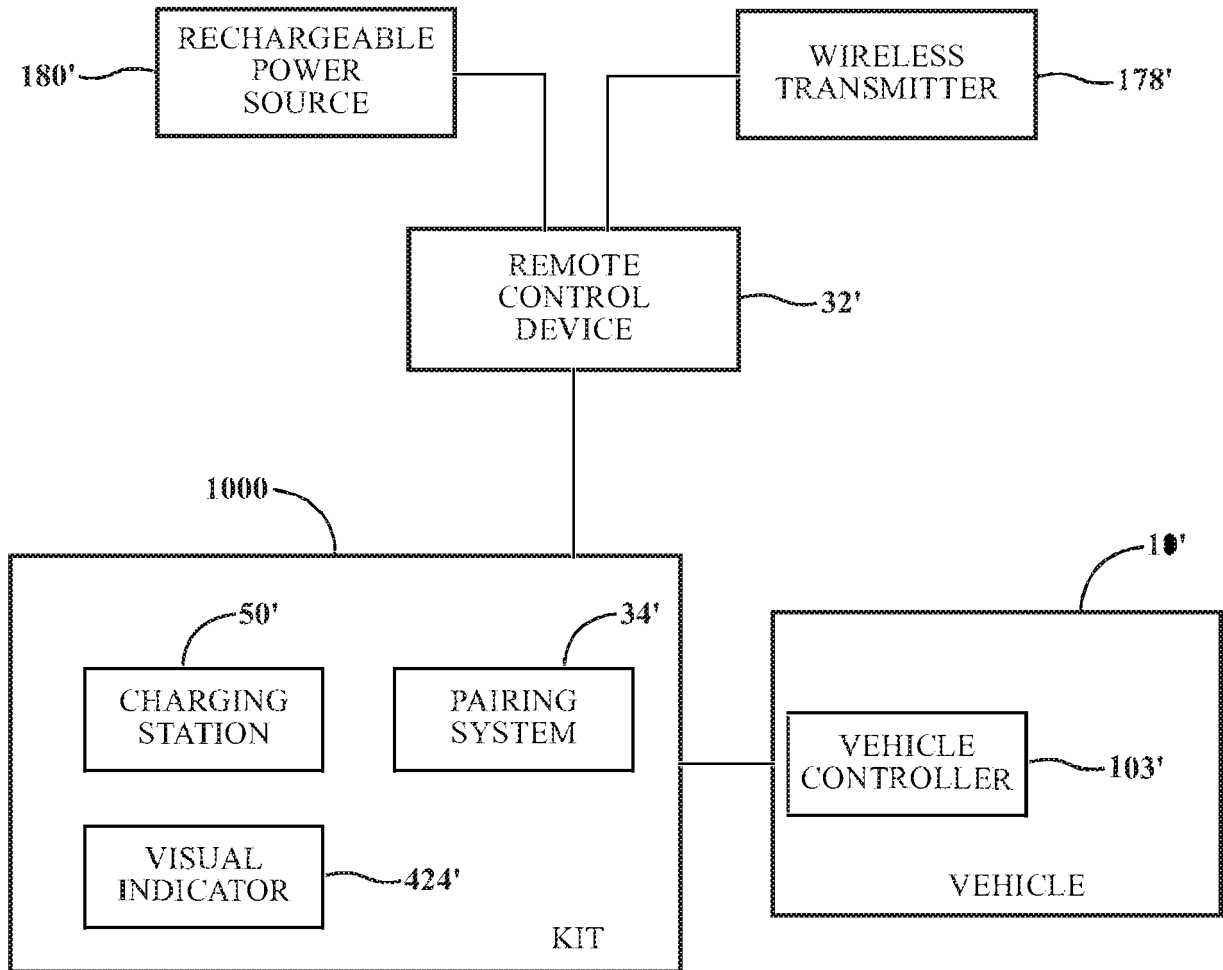 RECHARGEABLE
POWER
SOURCE
180'
WIRELESS
TRANSMITTER
178'
REMOTE
CONTROL
DEVICE
32'
1000
10'
50'
34'
CHARGING
STATION
PAIRING
SYSTEM
VEHICLE
CONTROLLER
103'
VISUAL
INDICATOR
424'
VEHICLE
KIT